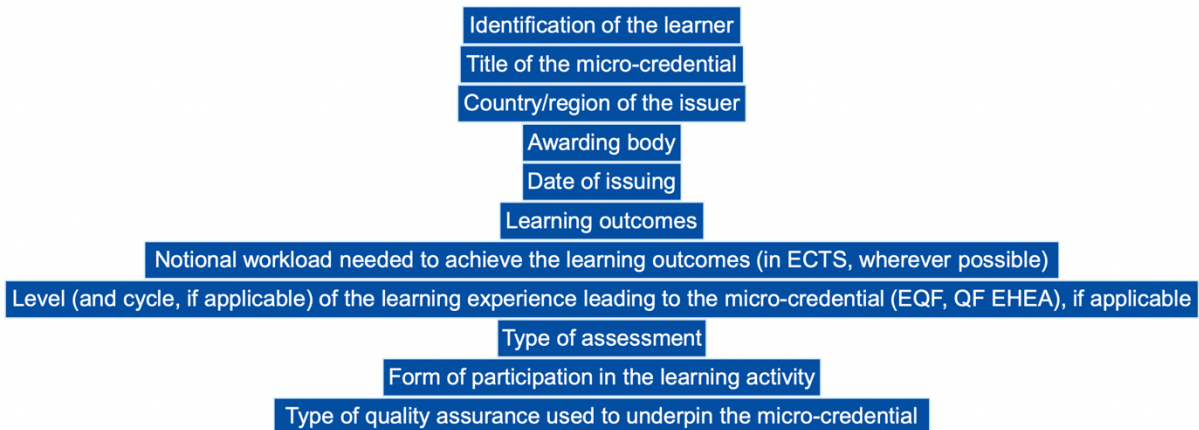 Identification of the learner
Title of the micro-credential
Country/region of the issuer
Awarding body
Date of issuing
Learning outcomes
Notional workload needed to achieve the learning outcomes (in ECTS, wherever possible)
Level (and cycle, if applicable) of the learning experience leading to the micro-credential (EQF, QF EHEA), if applicable
Type of assessment
Form of participation in the learning activity
Type of quality assurance used to underpin the micro-credential